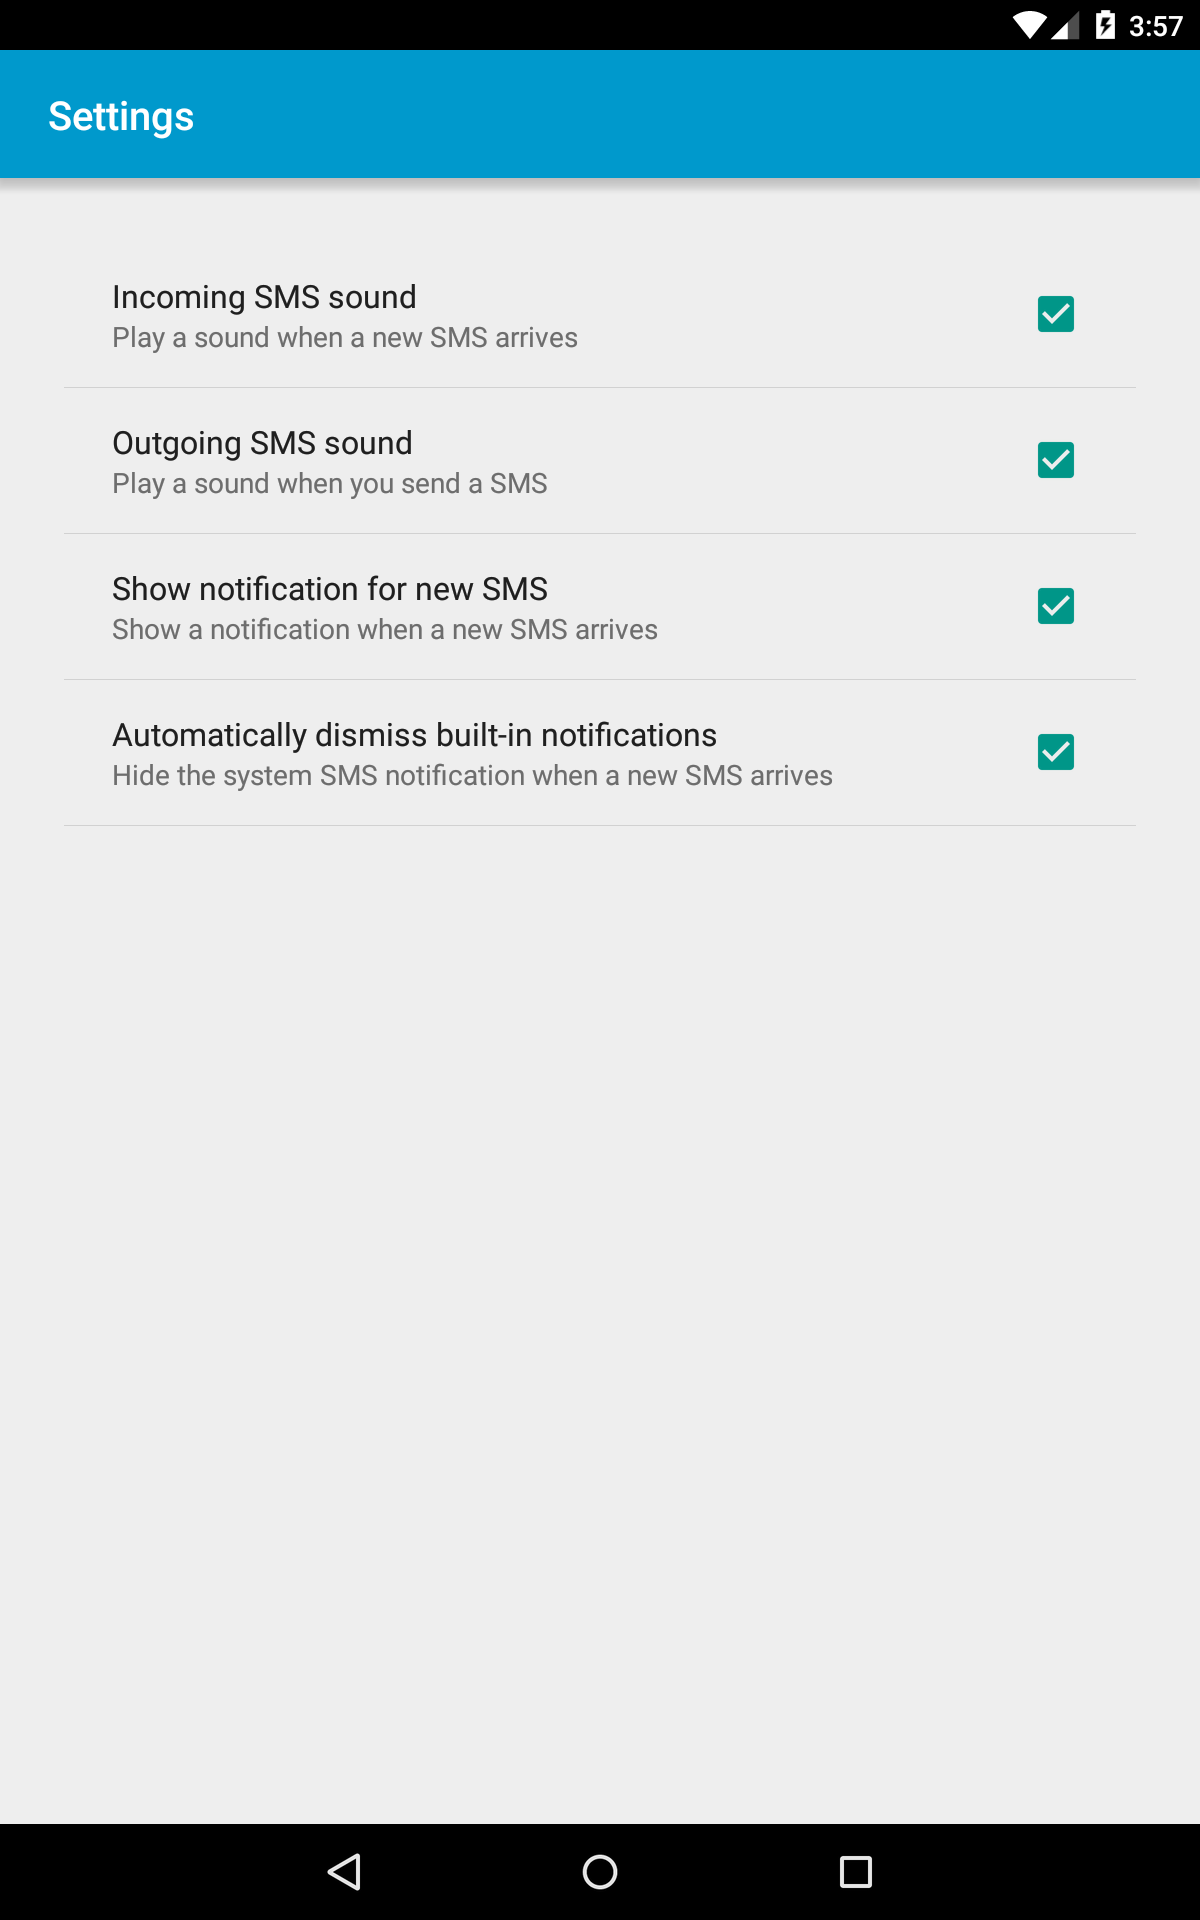 3:57
Settings
Incoming SMS sound
Play a sound when a new SMS arrives
Outgoing SMS sound
Play a sound when you send a SMS
Show notification for new SMS
Show a notification when a new SMS arrives
Automatically dismiss built-in notifications
Hide the system SMS notification when a new SMS arrives